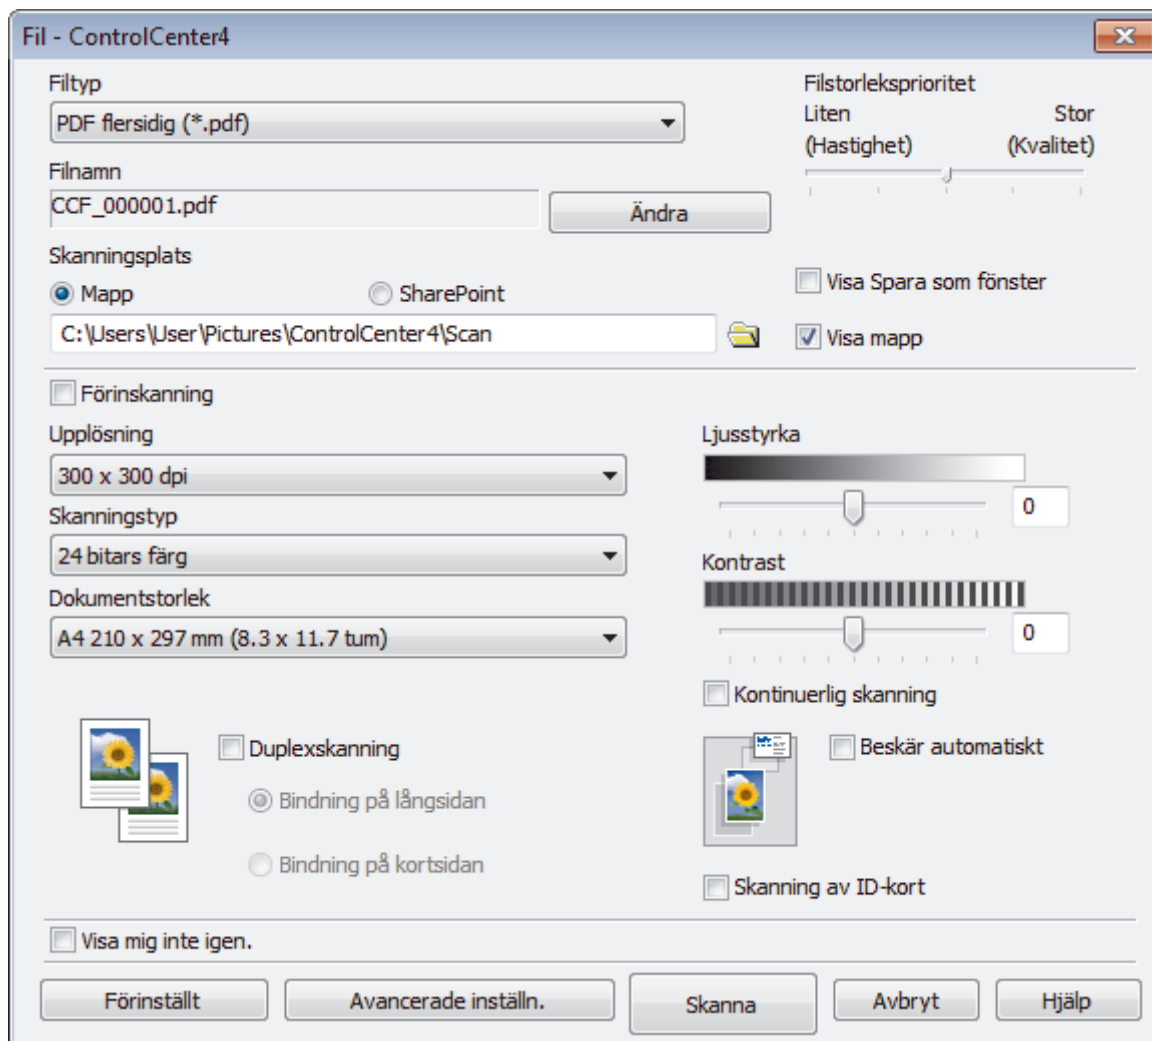 Fil - ControlCenter4
Filtyp
PDF flersidig (*.pdf)
Filstorleksprioritet
Liten Stor
(Hastighet) (Kvalitet)
Filnamn
CCF_000001.pdf
Ändra
Skanningsplats
Mapp SharePoint
Visa Spara som fönster
C:\Users\User\Pictures\ControlCenter4\Scan
Visa mapp
Förinskanning
Upplösning
300 x 300 dpi
Skanningstyp
24 bitars färg
Dokumentstorlek
A4 210 x 297 mm (8.3 x 11.7 tum)
Ljusstyrka
0
Kontrast
0
Kontinuerlig skanning
Duplexskanning
Bindning på långsidan
Bindning på kortsidan
Beskär automatiskt
Skanning av ID-kort
Visa mig inte igen.
Förinställt Avancerade inställn. Skanna Avbryt Hjälp